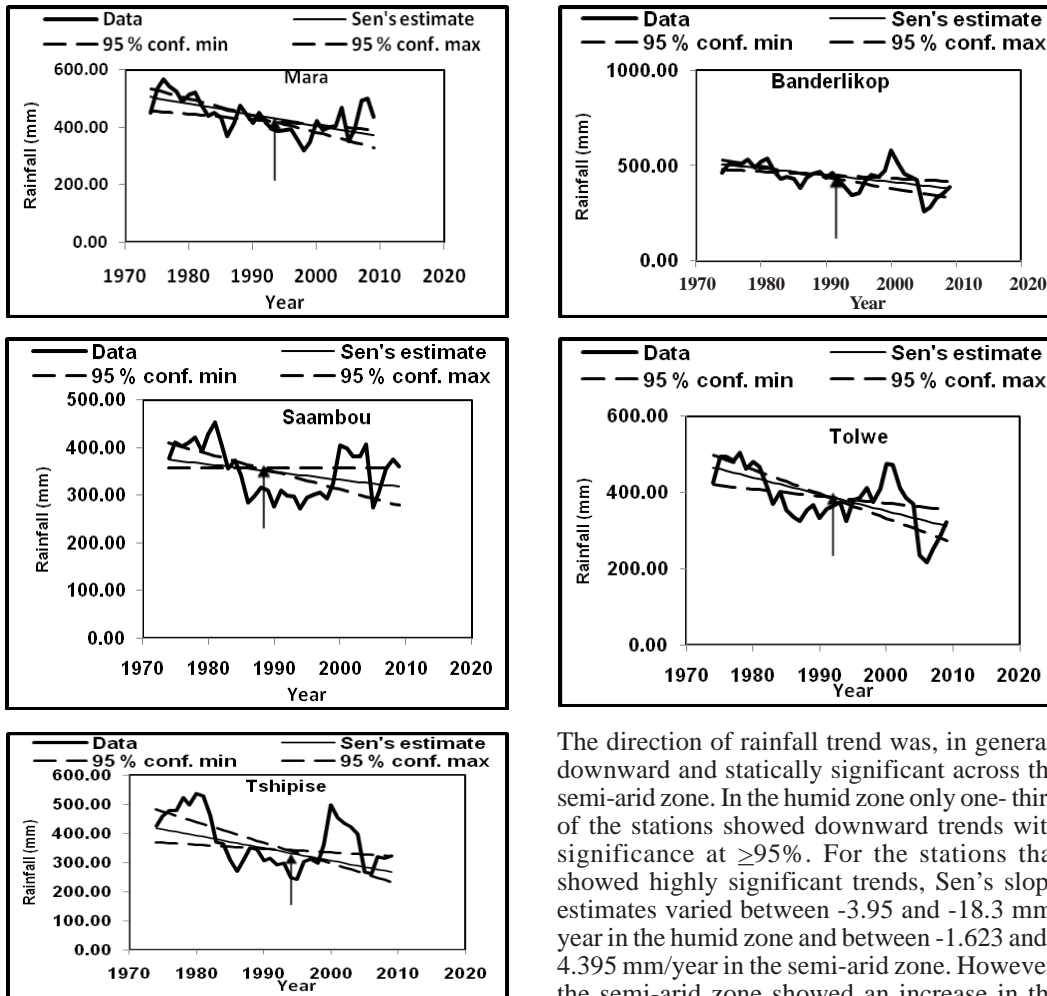 Data Sen's estimate
95 % conf. min 95 % conf. max
Mara
Rainfall (mm)
600.00
400.00
200.00
0.00
1970 1980 1990 2000 2010 2020
Year
Data Sen's estimate
95 % conf. min 95 % conf. max
Banderlikop
Rainfall (mm)
1000.00
500.00
0.00
1970 1980 1990 2000 2010 2020
Year
Data Sen's estimate
95 % conf. min 95 % conf. max
Saambou
Rainfall (mm)
500.00
400.00
300.00
200.00
100.00
0.00
1970 1980 1990 2000 2010 2020
Year
Data Sen's estimate
95 % conf. min 95 % conf. max
Tolwe
Rainfall (mm)
600.00
400.00
200.00
0.00
1970 1980 1990 2000 2010 2020
Year
Data Sen's estimate
95 % conf. min 95 % conf. max
Tshipise
Rainfall (mm)
600.00
500.00
400.00
300.00
200.00
100.00
0.00
1970 1980 1990 2000 2010 2020
Year
The direction of rainfall trend was, in genera
downward and statically significant across th
semi-arid zone. In the humid zone only one- thir
of the stations showed downward trends wit
significance at ≥95%. For the stations tha
showed highly significant trends, Sen’s slop
estimates varied between -3.95 and -18.3 mm
year in the humid zone and between -1.623 and
4.395 mm/year in the semi-arid zone. However
the semi-arid zone showed an increase in th